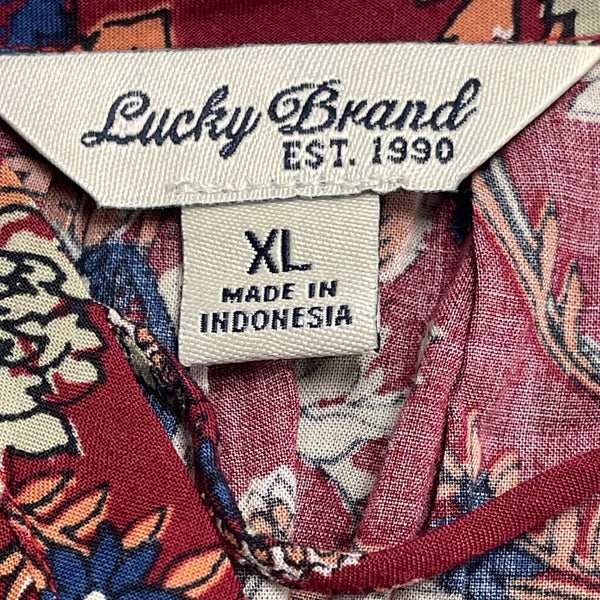 Lucky Brand
EST. 1990
XL
MADE IN
INDONESIA